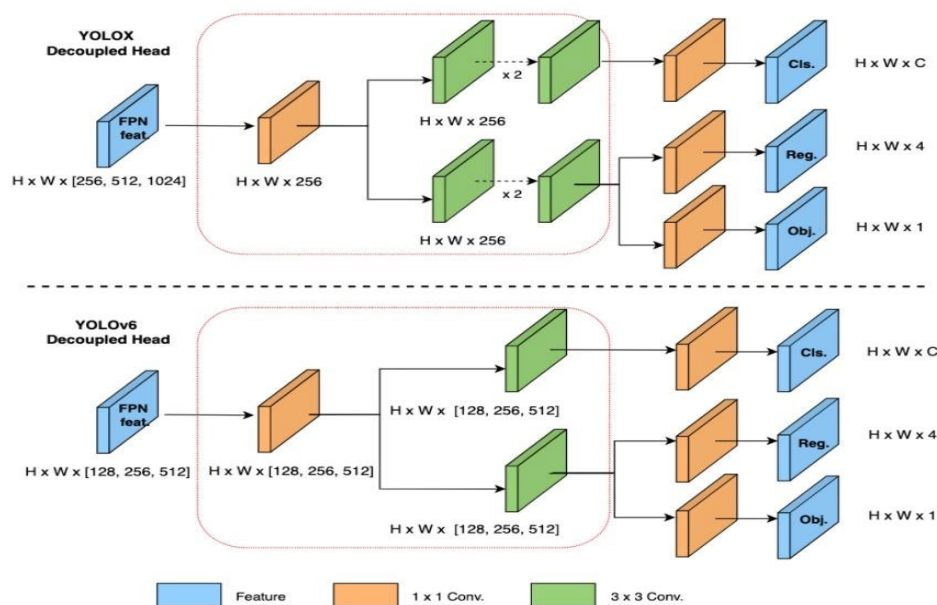 YOLOX
Decoupled Head
FPN
feat.
H x W x [256, 512, 1024]
H x W x 256
x 2
H x W x 256
x 2
H x W x 256
Cls.
H x W x C
Reg.
H x W x 4
Obj.
H x W x 1
YOLOv6
Decoupled Head
FPN
feat.
H x W x [128, 256, 512]
H x W x [128, 256, 512]
H x W x [128, 256, 512]
H x W x [128, 256, 512]
Cls.
H x W x C
Reg.
H x W x 4
Obj.
H x W x 1
Feature
1 x 1 Conv.
3 x 3 Conv.